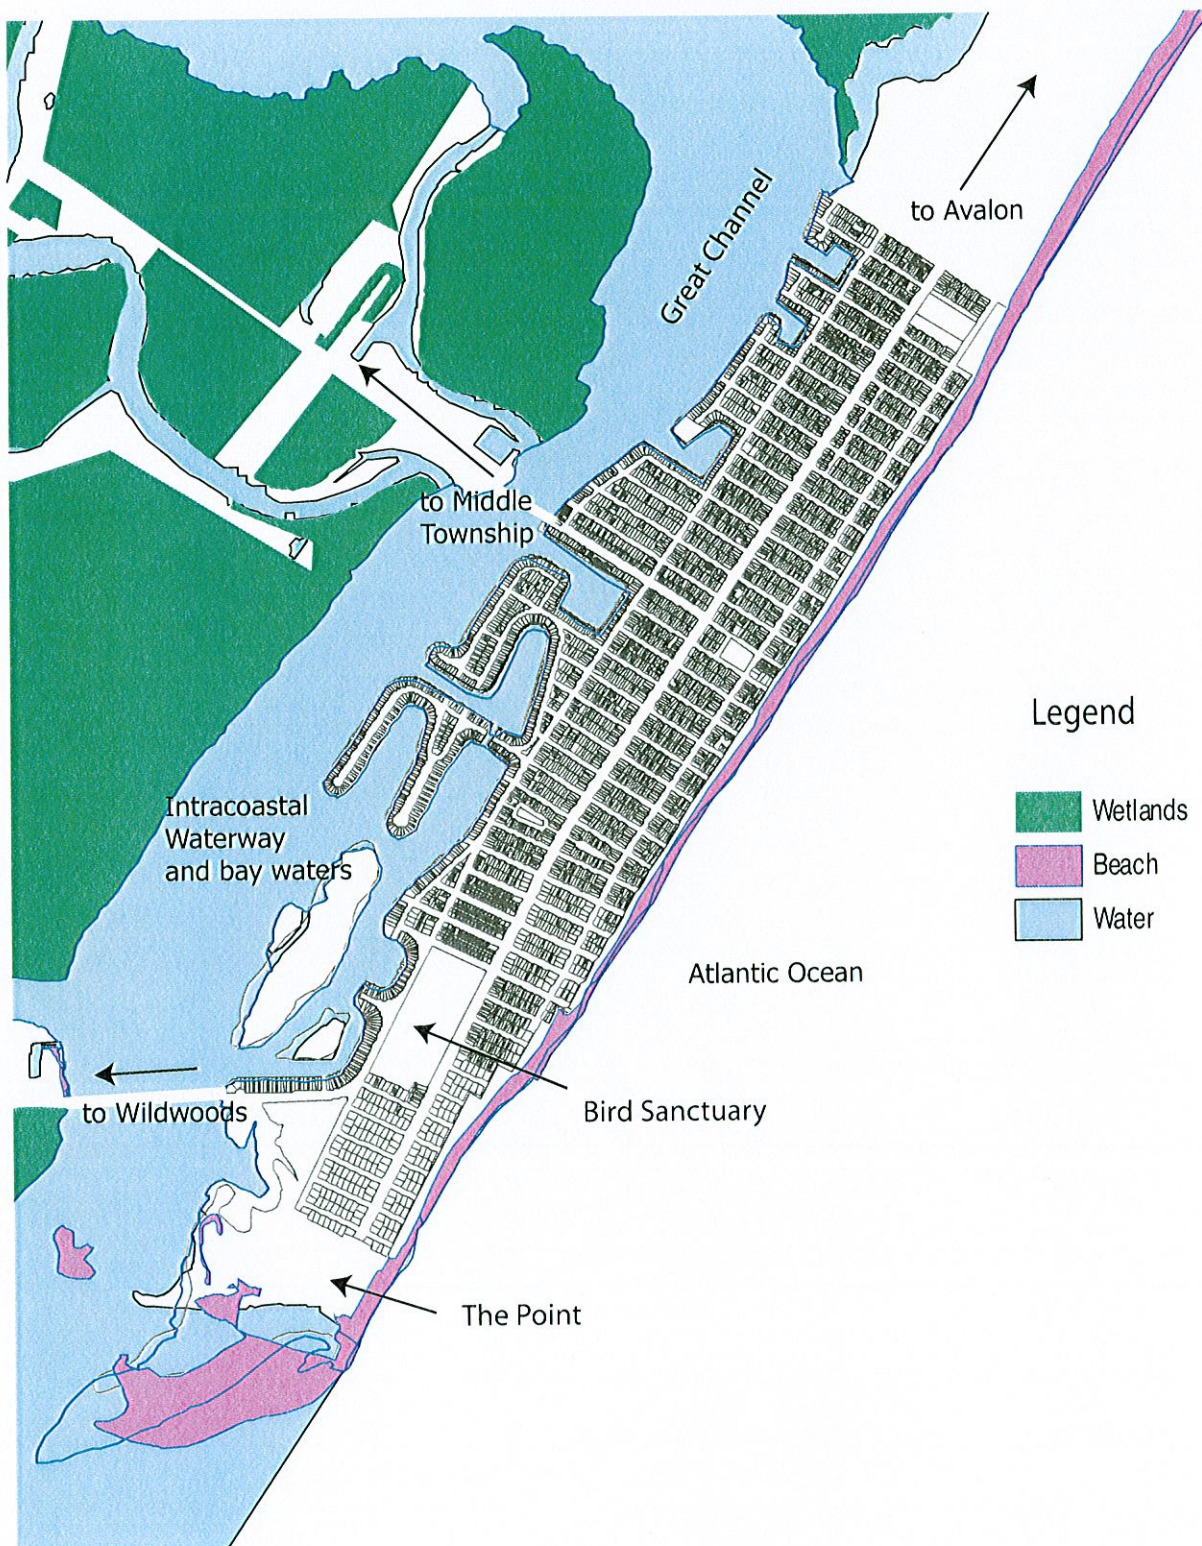 to Avalon
Great Channel
to Middle
Township
Legend
Wetlands
Beach
Water
Intracoastal
Waterway
and bay waters
Atlantic Ocean
Bird Sanctuary
to Wildwoods
The Point